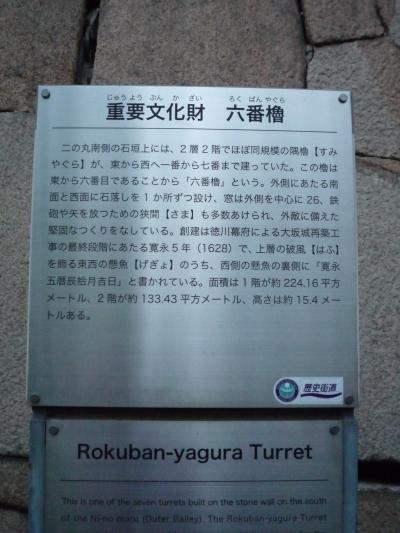 じゅうようぶんかざい ろくばんやぐら
重要文化財 六番櫓
二の丸南側の石垣上には、2層2階でほぼ同規模の隅櫓【すみ
やぐら】が、東から西へ一番から七番まで建っていた。この櫓は
東から六番目であることから「六番櫓」という。外側にあたる南
面と西面に石落しを1か所ずつ設け、窓は外側を中心に26、鉄
砲や矢を放つための狭間【さま】も多数あけられ、外敵に備えた
堅固なつくりをしている。創建は徳川幕府による大坂城再築工
事の最終段階にあたる寛永5年(1628)で、上層の破風【はふ】
を飾る東西の懸魚【げぎょ】のうち、西側の懸魚の裏側に「寛永
五暦辰拾月吉日」と書かれている。面積は1階が約224.16平方
メートル、2階が約133.43平方メートル、高さは約15.4メー
トルある。
歴史街道
Rokuban-yagura Turret
This is one of the seven turrets built on the stone wall on the south
of the Ni-no-maru (Outer Bailey). The Rokuban-yagura Turret